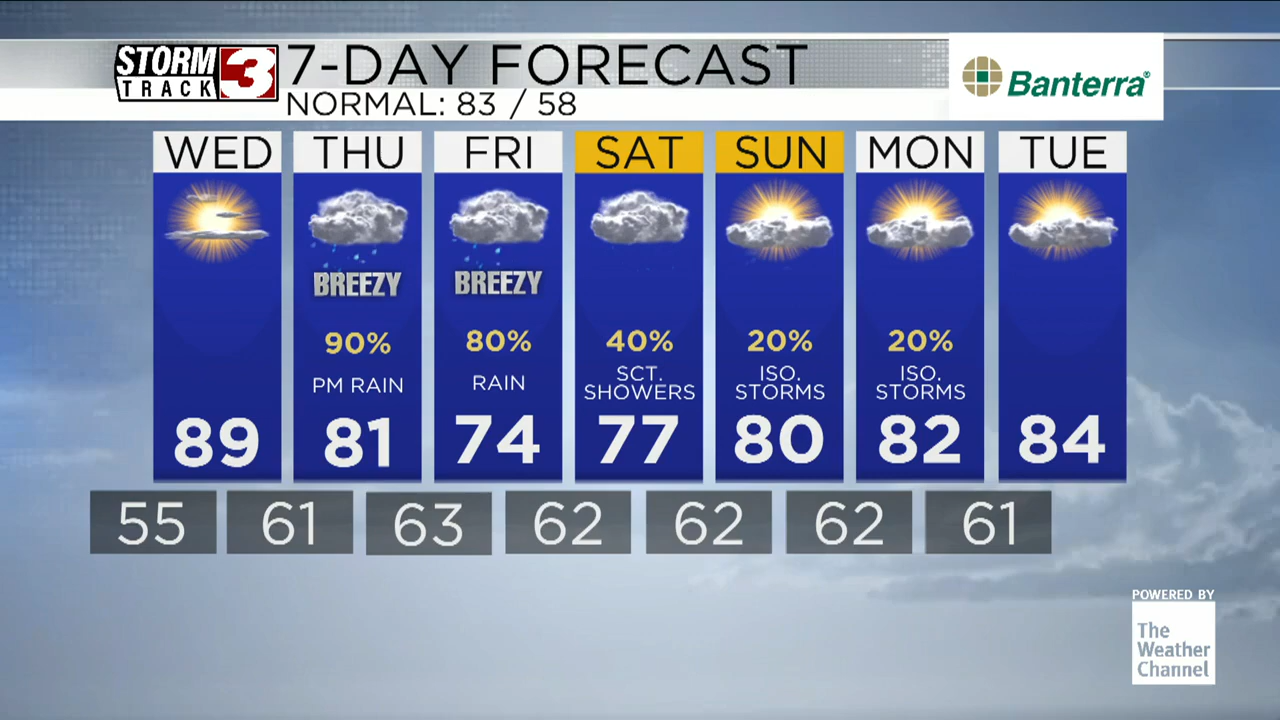 STORM
TRACK 3
7-DAY FORECAST
NORMAL: 83 / 58
Banterra®
WED THU FRI SAT SUN MON TUE
BREEZY BREEZY
90% 80% 40% 20% 20%
PM RAIN
RAIN
SCT.
SHOWERS
ISO.
STORMS
ISO.
STORMS
89 81 74 77 80 82 84
55 61 63 62 62 62 61
POWERED BY
The
Weather
Channel